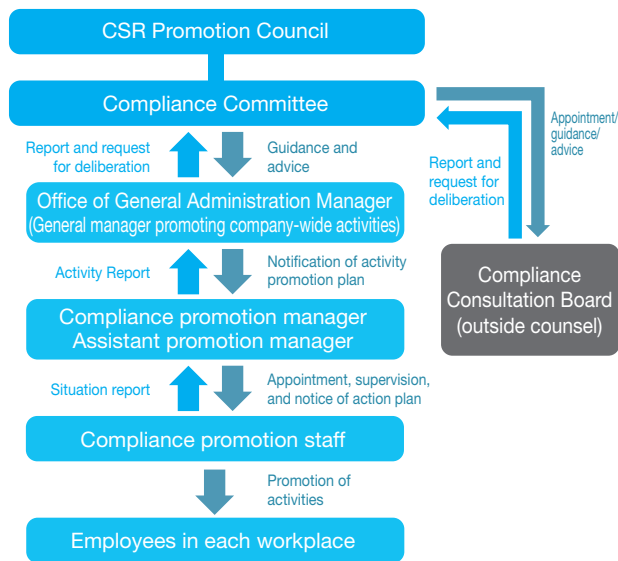 CSR Promotion Council
Compliance Committee
Report and request
for deliberation
Guidance and
advice
Appointment/
guidance/
advice
Report and
request for
deliberation
Office of General Administration Manager
(General manager promoting company-wide activities)
Activity Report
Notification of activity
promotion plan
Compliance
Consultation Board
(outside counsel)
Compliance promotion manager
Assistant promotion manager
Situation report
Appointment, supervision,
and notice of action plan
Compliance promotion staff
Promotion of
activities
Employees in each workplace